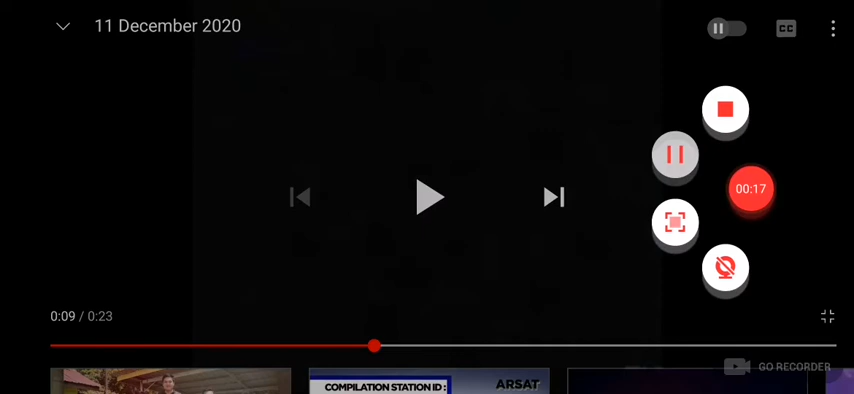 11 December 2020
CC
00:17
0:09 / 0:23
GO RECORDER
COMPILATION STATION ID :
ARSAT